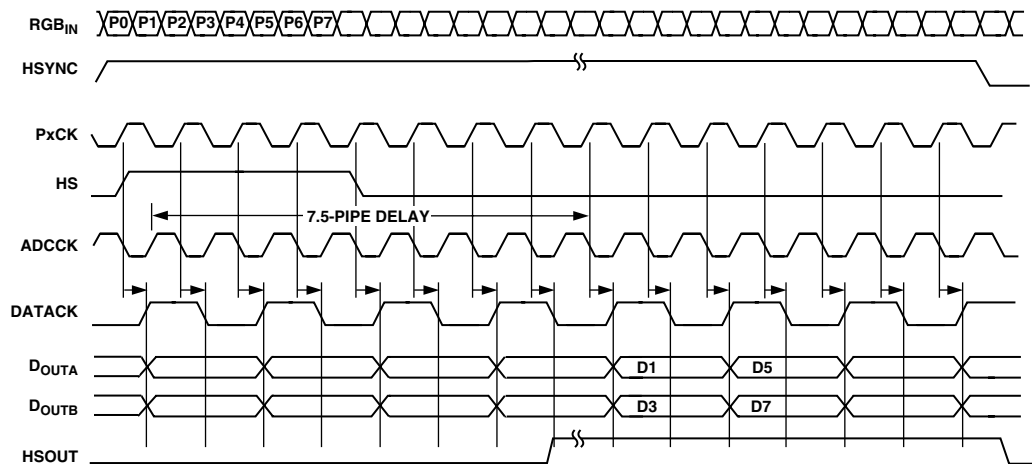 RGBIN P0 P1 P2 P3 P4 P5 P6 P7
HSYNC
PxCK
HS
7.5-PIPE DELAY
ADCCK
DATACK
DOUTA D1 D5
DOUTB D3 D7
HSOUT